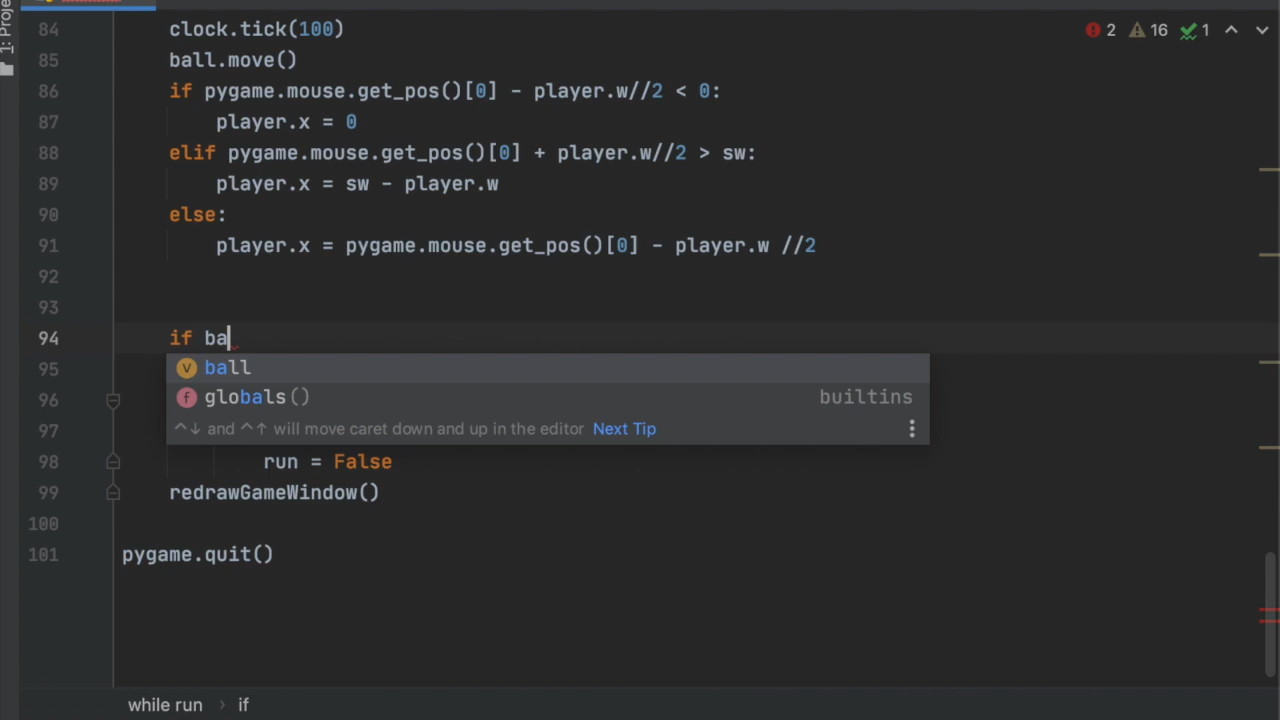 1: Proje
2 16 1
84 clock.tick(100)
85 ball.move()
86 if pygame.mouse.get_pos()[0] - player.w//2 < 0:
87 player.x = 0
88 elif pygame.mouse.get_pos()[0] + player.w//2 > sw:
89 player.x = sw - player.w
90 else:
91 player.x = pygame.mouse.get_pos()[0] - player.w //2
92
93
94 if ba
95 V ball
96 f globals() builtins
97 ^↓ and ^↑ will move caret down and up in the editor Next Tip
98 run = False
99 redrawGameWindow()
100
101 pygame.quit()
while run › if